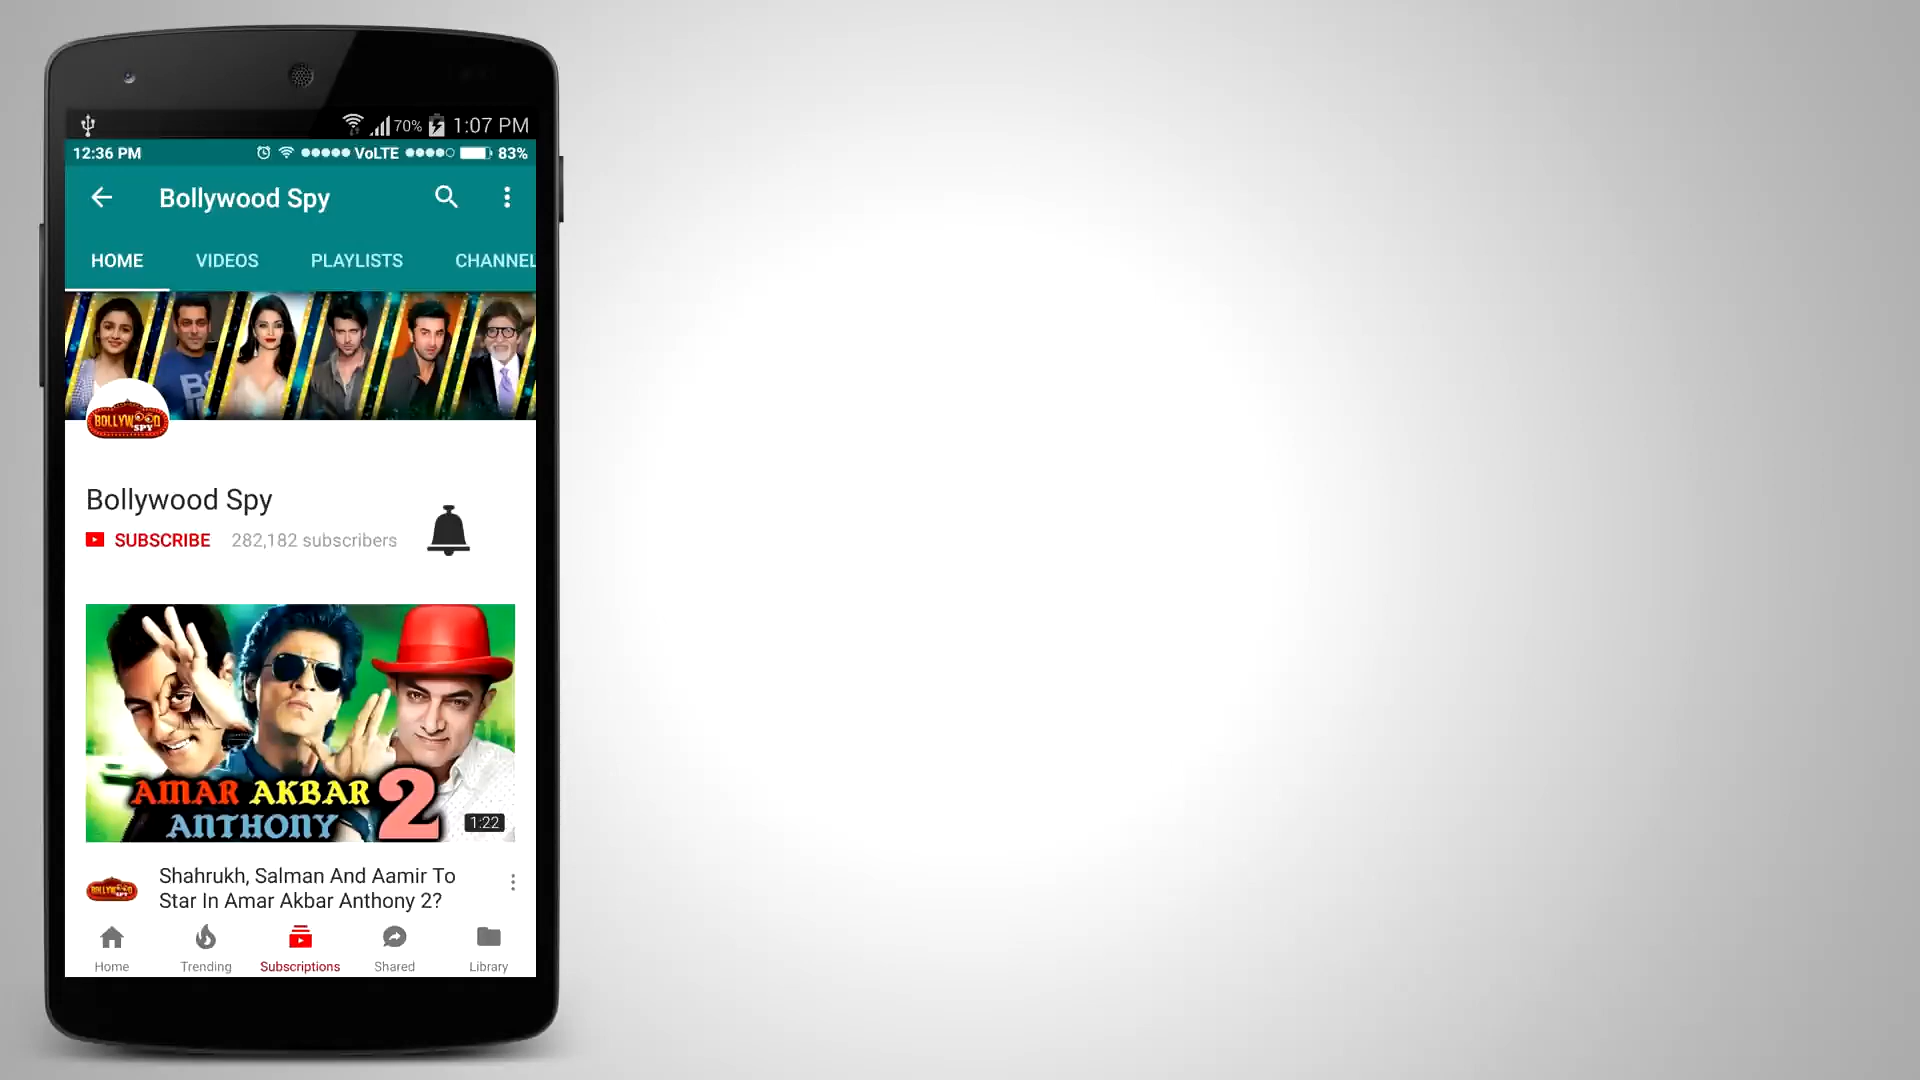 70% 1:07 PM
12:36 PM VoLTE 83%
Bollywood Spy
HOME VIDEOS PLAYLISTS CHANNEL
BOLLYWOOD
SPY
Bollywood Spy
SUBSCRIBE 282,182 subscribers
AMAR AKBAR
ANTHONY 2
1:22
Shahrukh, Salman And Aamir To
Star In Amar Akbar Anthony 2?
Home Trending Subscriptions Shared Library